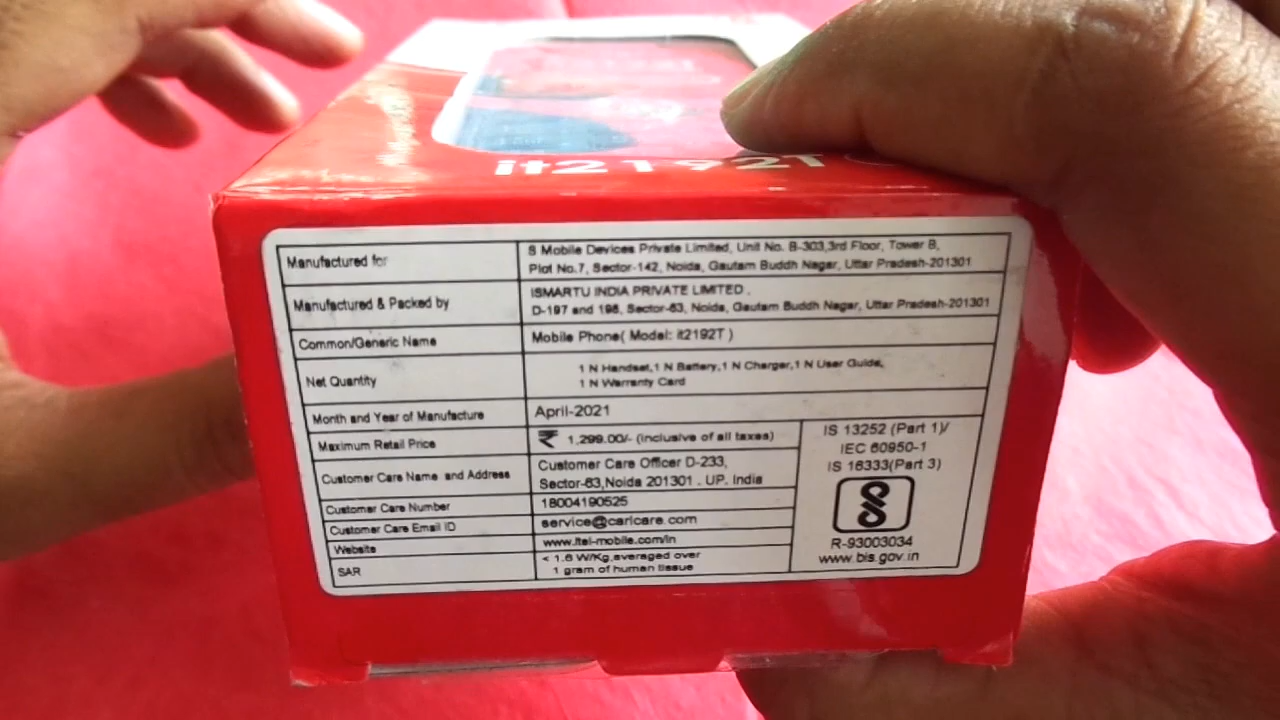 it2192T
Manufactured for
S Mobile Devices Private Limited, Unit No. B-303,3rd Floor, Tower B,
Plot No.7, Sector-142, Noida, Gautam Buddh Nagar, Uttar Pradesh-201301
Manufactured & Packed by
ISMARTU INDIA PRIVATE LIMITED .
D-197 and 198, Sector-63, Noida, Gautam Buddh Nagar, Uttar Pradesh-201301
Common/Generic Name
Mobile Phone( Model: it2192T )
Net Quantity
1 N Handset,1 N Battery,1 N Charger,1 N User Guide,
1 N Warranty Card
Month and Year of Manufacture
April-2021
Maximum Retail Price
₹ 1,299.00/- (inclusive of all taxes)
Customer Care Name and Address
Customer Care Officer D-233,
Sector-63,Noida 201301 . UP. India
Customer Care Number
18004190525
Customer Care Email ID
service@carlcare.com
Website
www.itel-mobile.com/in
SAR
< 1.6 W/Kg,averaged over
1 gram of human tissue
IS 13252 (Part 1)/
IEC 60950-1
IS 16333(Part 3)
R-93003034
www.bis.gov.in